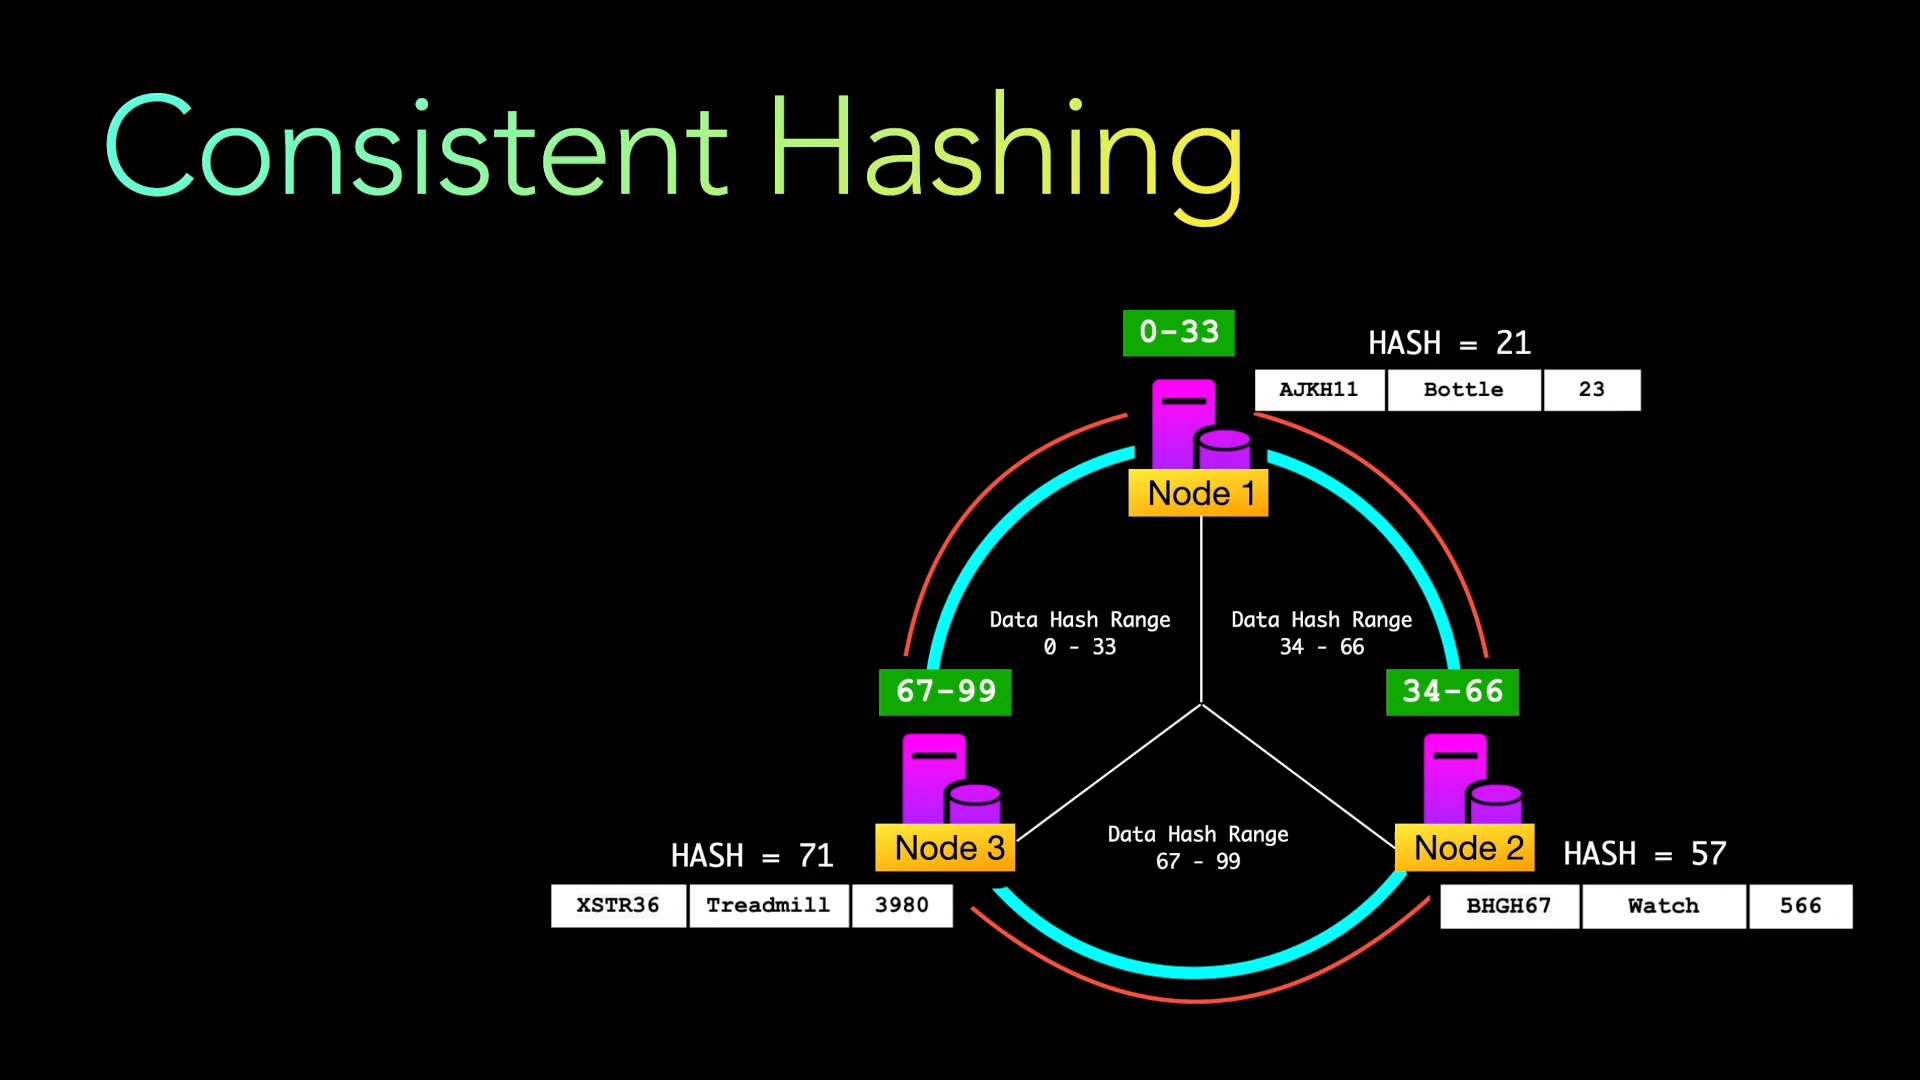 Consistent Hashing
0-33
HASH = 21
AJKH11 Bottle 23
Node 1
Data Hash Range
0 - 33
Data Hash Range
34 - 66
67-99
34-66
Data Hash Range
67 - 99
Node 3
HASH = 71
XSTR36 Treadmill 3980
Node 2
HASH = 57
BHGH67 Watch 566